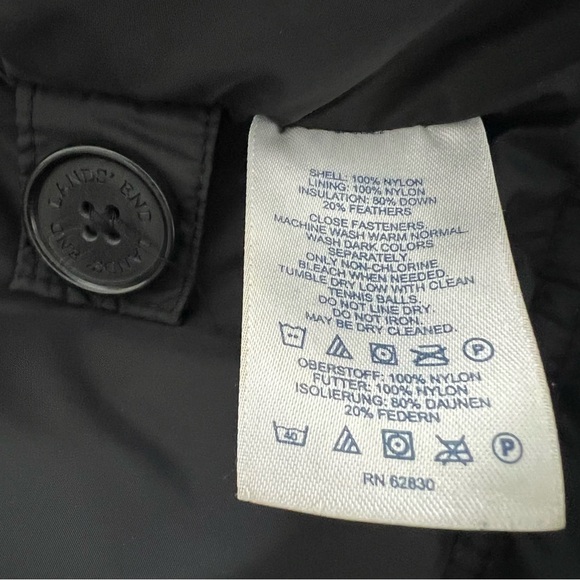 LANDS' END LANDS' END
SHELL: 100% NYLON
LINING: 100% NYLON
INSULATION: 80% DOWN
20% FEATHERS
CLOSE FASTENERS.
MACHINE WASH WARM NORMAL.
WASH DARK COLORS
SEPARATELY.
ONLY NON-CHLORINE
BLEACH WHEN NEEDED.
TUMBLE DRY LOW WITH CLEAN
TENNIS BALLS.
DO NOT LINE DRY.
DO NOT IRON.
MAY BE DRY CLEANED.
P
OBERSTOFF: 100% NYLON
FUTTER: 100% NYLON
ISOLIERUNG: 80% DAUNEN
20% FEDERN
40 P
RN 62830